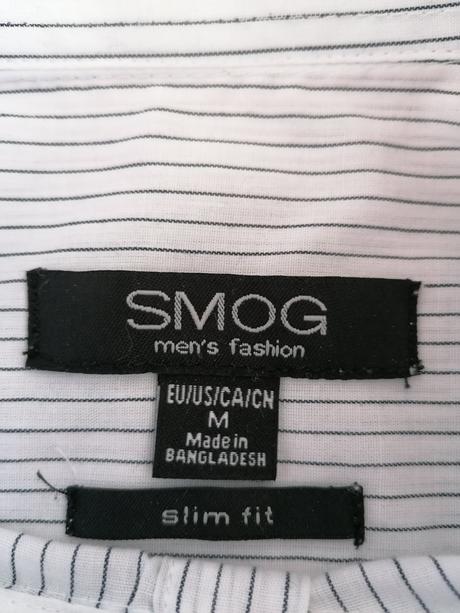 SMOG
men's fashion
EU/US/CA/CN
M
Made in
BANGLADESH
slim fit